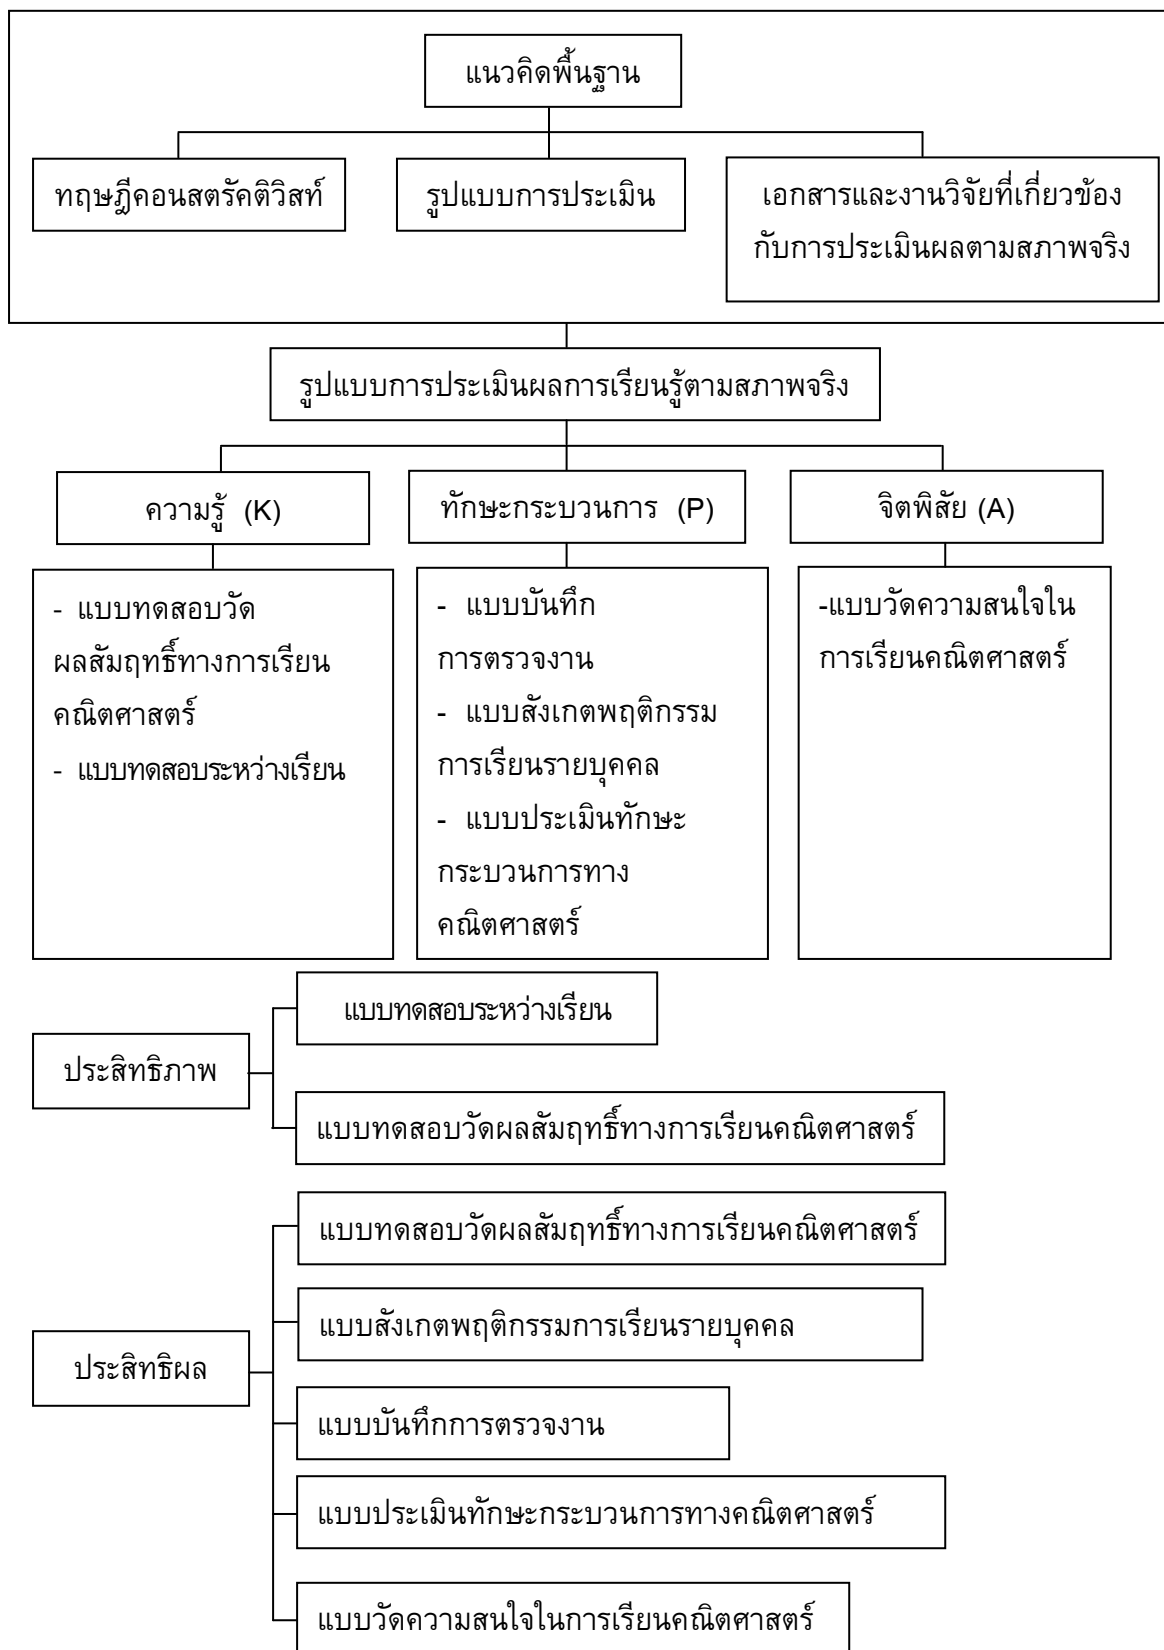 แนวคิดพื้นฐาน
ทฤษฎีคอนสตรัคติวิสท์
รูปแบบการประเมิน
เอกสารและงานวิจัยที่เกี่ยวข้อง
กับการประเมินผลตามสภาพจริง
รูปแบบการประเมินผลการเรียนรู้ตามสภาพจริง
ความรู้ (K)
ทักษะกระบวนการ (P)
จิตพิสัย (A)
- แบบทดสอบวัด
ผลสัมฤทธิ์ทางการเรียน
คณิตศาสตร์
- แบบทดสอบระหว่างเรียน
- แบบบันทึก
การตรวจงาน
- แบบสังเกตพฤติกรรม
การเรียนรายบุคคล
- แบบประเมินทักษะ
กระบวนการทาง
คณิตศาสตร์
-แบบวัดความสนใจใน
การเรียนคณิตศาสตร์
ประสิทธิภาพ
แบบทดสอบระหว่างเรียน
แบบทดสอบวัดผลสัมฤทธิ์ทางการเรียนคณิตศาสตร์
ประสิทธิผล
แบบทดสอบวัดผลสัมฤทธิ์ทางการเรียนคณิตศาสตร์
แบบสังเกตพฤติกรรมการเรียนรายบุคคล
แบบบันทึกการตรวจงาน
แบบประเมินทักษะกระบวนการทางคณิตศาสตร์
แบบวัดความสนใจในการเรียนคณิตศาสตร์